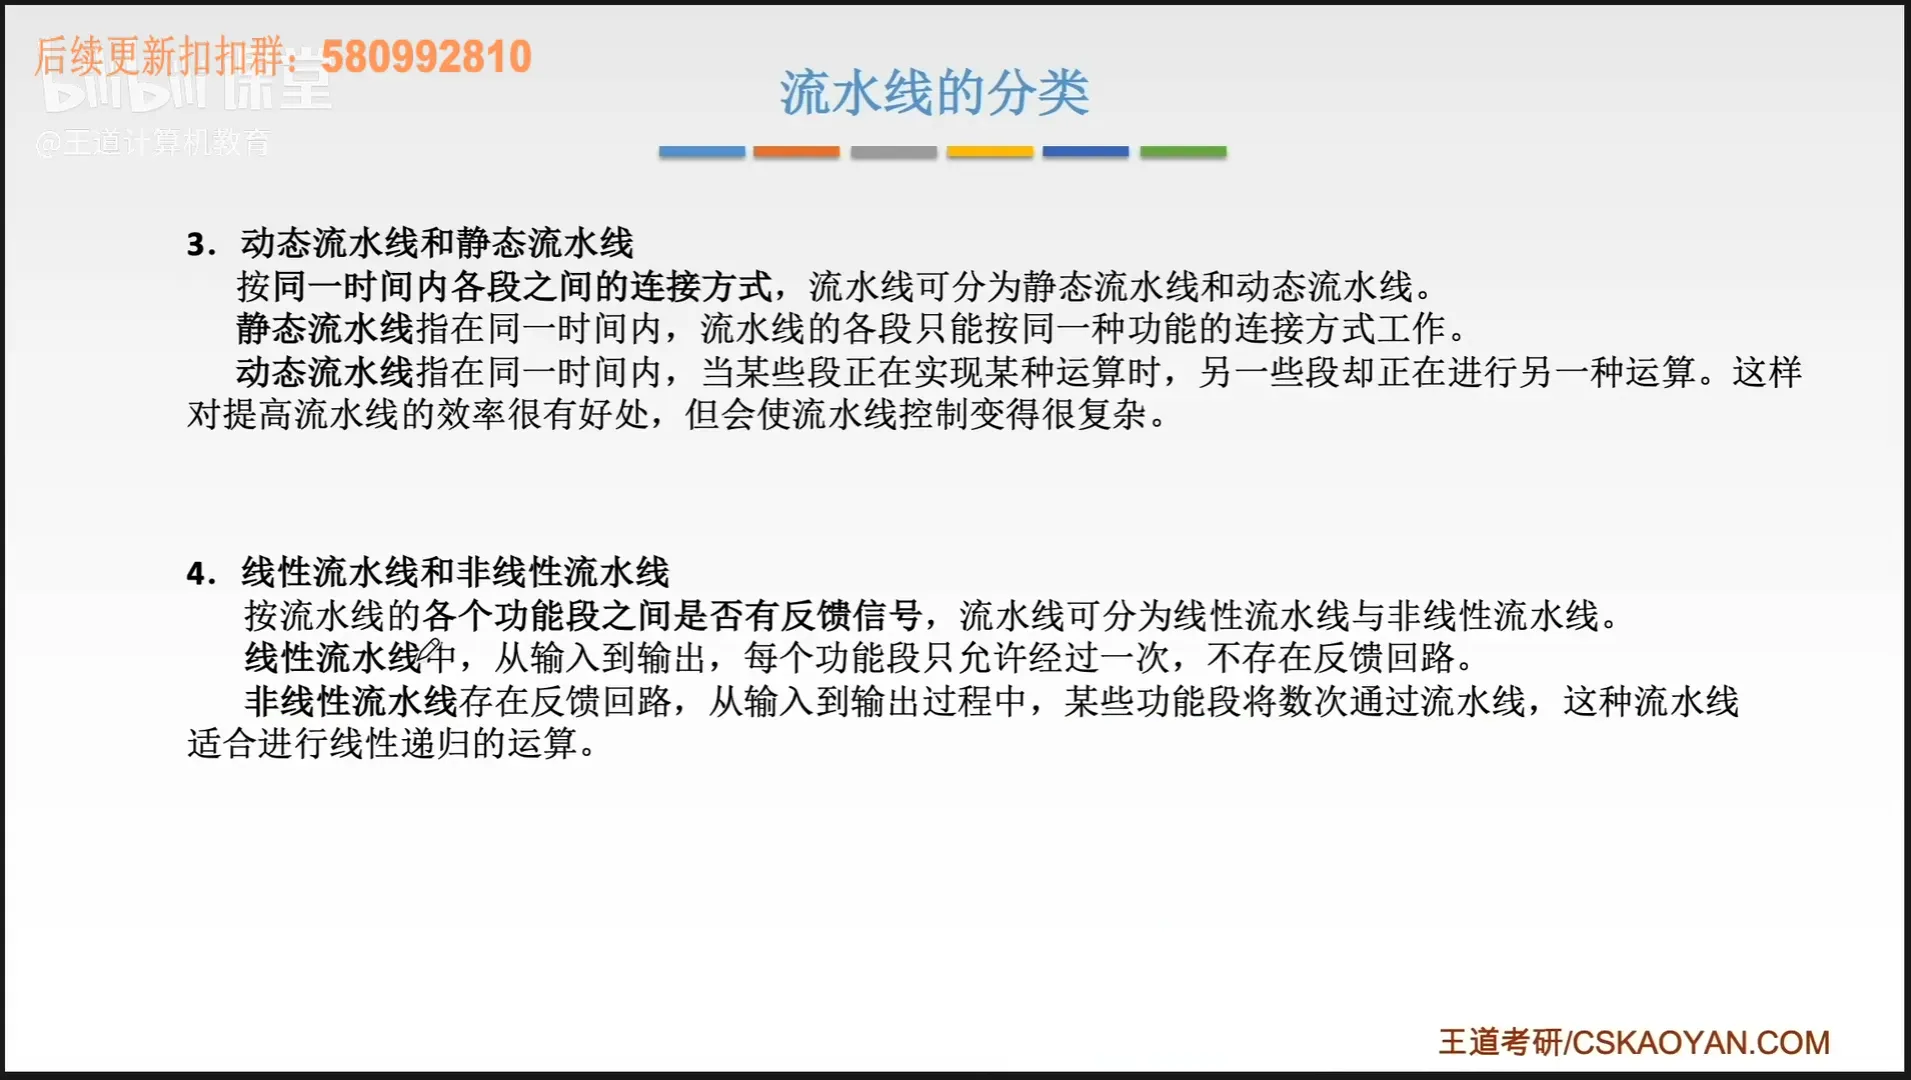 后续更新扣扣群：580992810
bilibili 课堂
@王道计算机教育
流水线的分类
3. 动态流水线和静态流水线
按同一时间内各段之间的连接方式，流水线可分为静态流水线和动态流水线。
静态流水线指在同一时间内，流水线的各段只能按同一种功能的连接方式工作。
动态流水线指在同一时间内，当某些段正在实现某种运算时，另一些段却正在进行另一种运算。这样
对提高流水线的效率很有好处，但会使流水线控制变得很复杂。
4. 线性流水线和非线性流水线
按流水线的各个功能段之间是否有反馈信号，流水线可分为线性流水线与非线性流水线。
线性流水线中，从输入到输出，每个功能段只允许经过一次，不存在反馈回路。
非线性流水线存在反馈回路，从输入到输出过程中，某些功能段将数次通过流水线，这种流水线
适合进行线性递归的运算。
王道考研/CSKAOYAN.COM